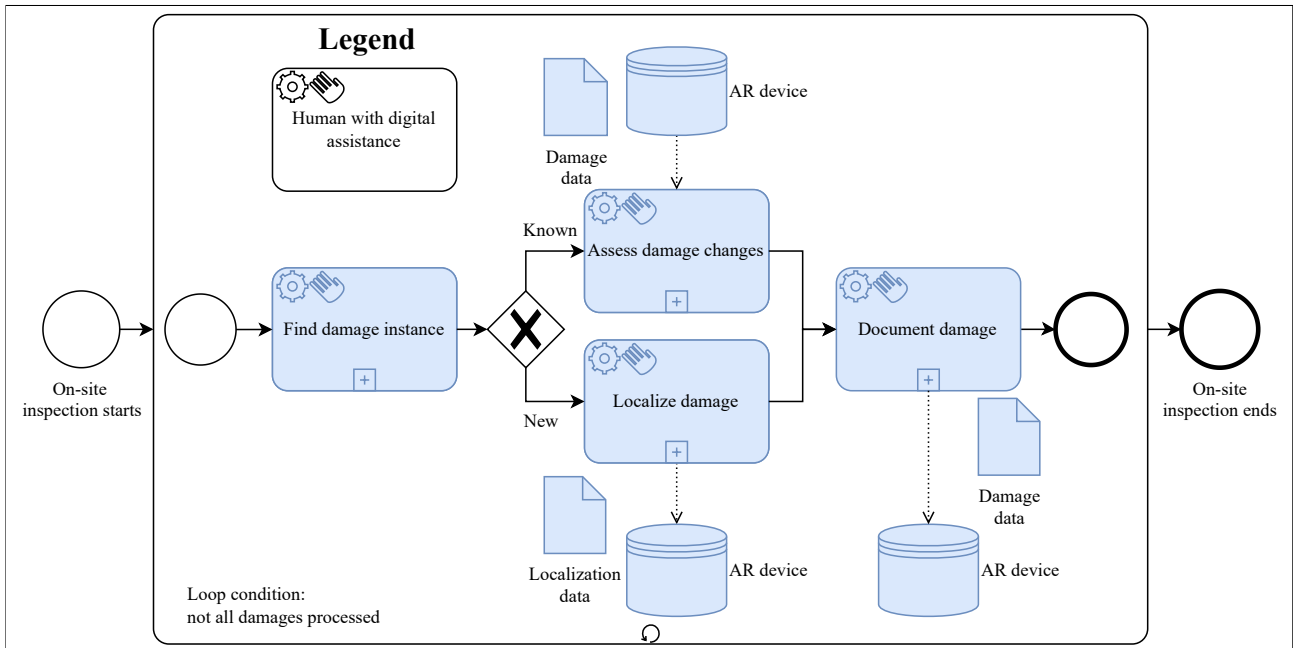 Legend
Human with digital
assistance
AR device
Damage
data
Known
Assess damage changes
Find damage instance
Document damage
On-site
inspection starts
On-site
inspection ends
Localize damage
New
Damage
data
Localization
data
AR device
AR device
Loop condition:
not all damages processed